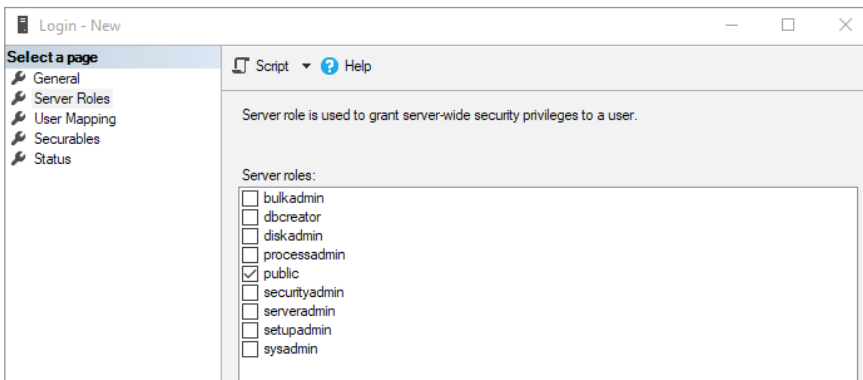 Login - New
Select a page
General
Server Roles
User Mapping
Securables
Status
Script
Help
Server role is used to grant server-wide security privileges to a user.
Server roles:
bulkadmin
dbcreator
diskadmin
processadmin
public
securityadmin
serveradmin
setupadmin
sysadmin